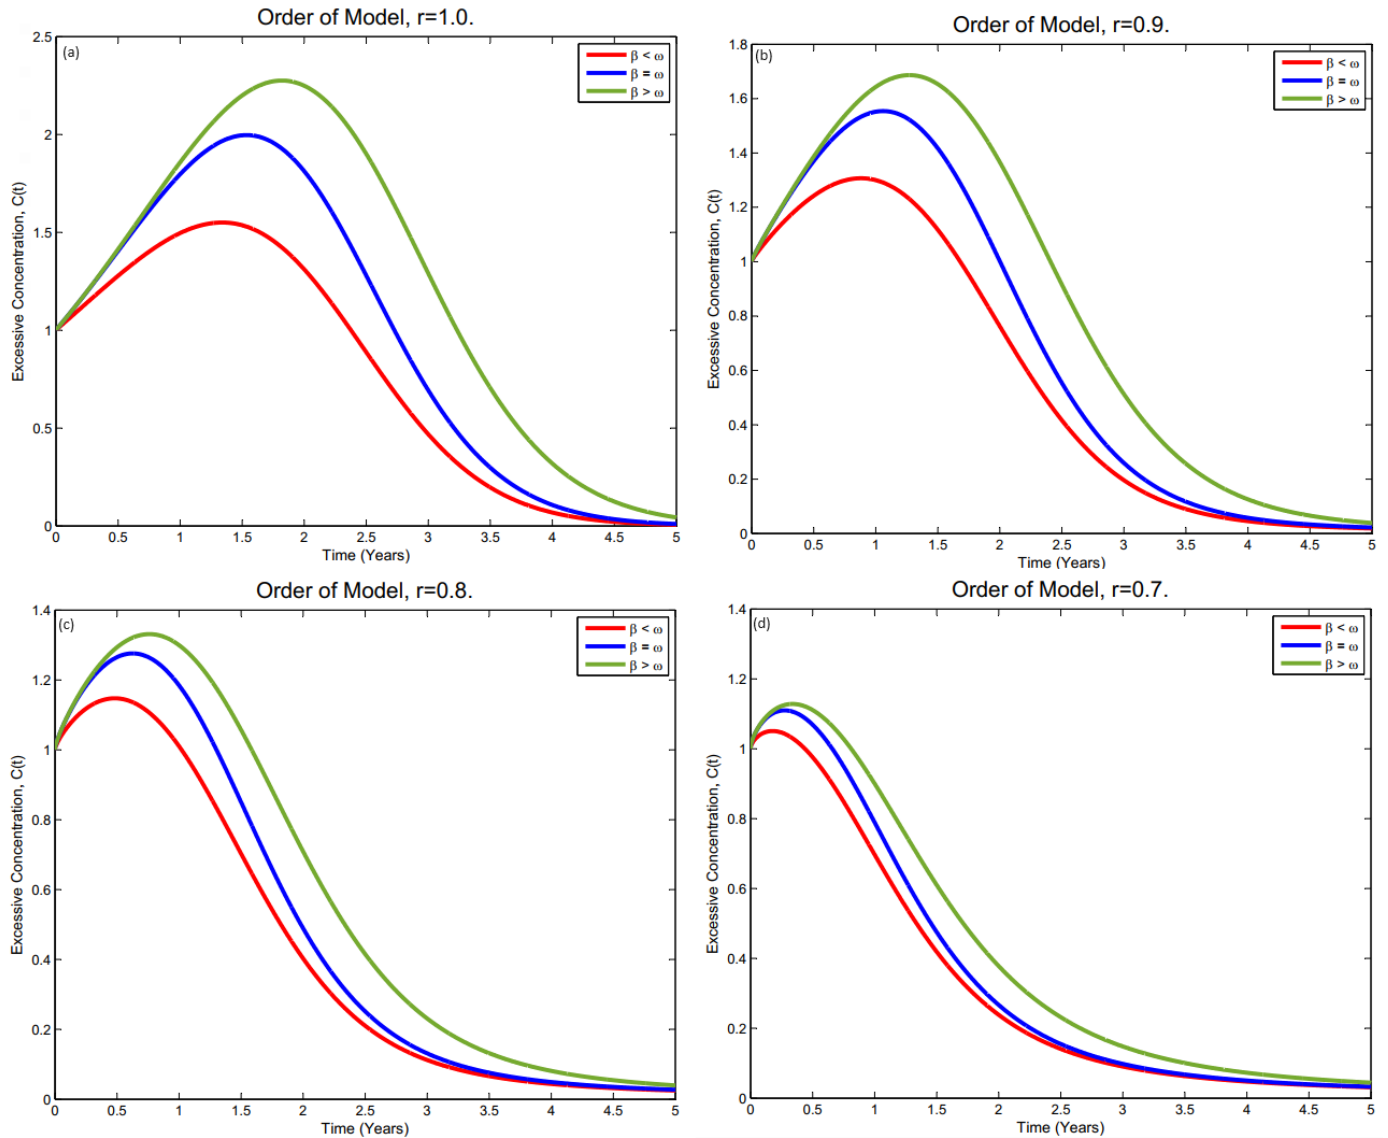 Order of Model, r=1.0.
(a)
β < ω
β = ω
β > ω
Excessive Concentration, C(t)
2.5
2
1.5
1
0.5
0
0 0.5 1 1.5 2 2.5 3 3.5 4 4.5 5
Time (Years)
Order of Model, r=0.9.
(b)
β < ω
β = ω
β > ω
Excessive Concentration, C(t)
1.8
1.6
1.4
1.2
1
0.8
0.6
0.4
0.2
0
0.5 1 1.5 2 2.5 3 3.5 4 4.5 5
Time (Years)
Order of Model, r=0.8.
(c)
β < ω
β = ω
β > ω
Excessive Concentration, C(t)
1.4
1.2
1
0.8
0.6
0.4
0.2
0
0 0.5 1 1.5 2 2.5 3 3.5 4 4.5 5
Time (Years)
Order of Model, r=0.7.
(d)
β < ω
β = ω
β > ω
Excessive Concentration, C(t)
1.4
1.2
1
0.8
0.6
0.4
0.2
0
0.5 1 1.5 2 2.5 3 3.5 4 4.5 5
Time (Years)